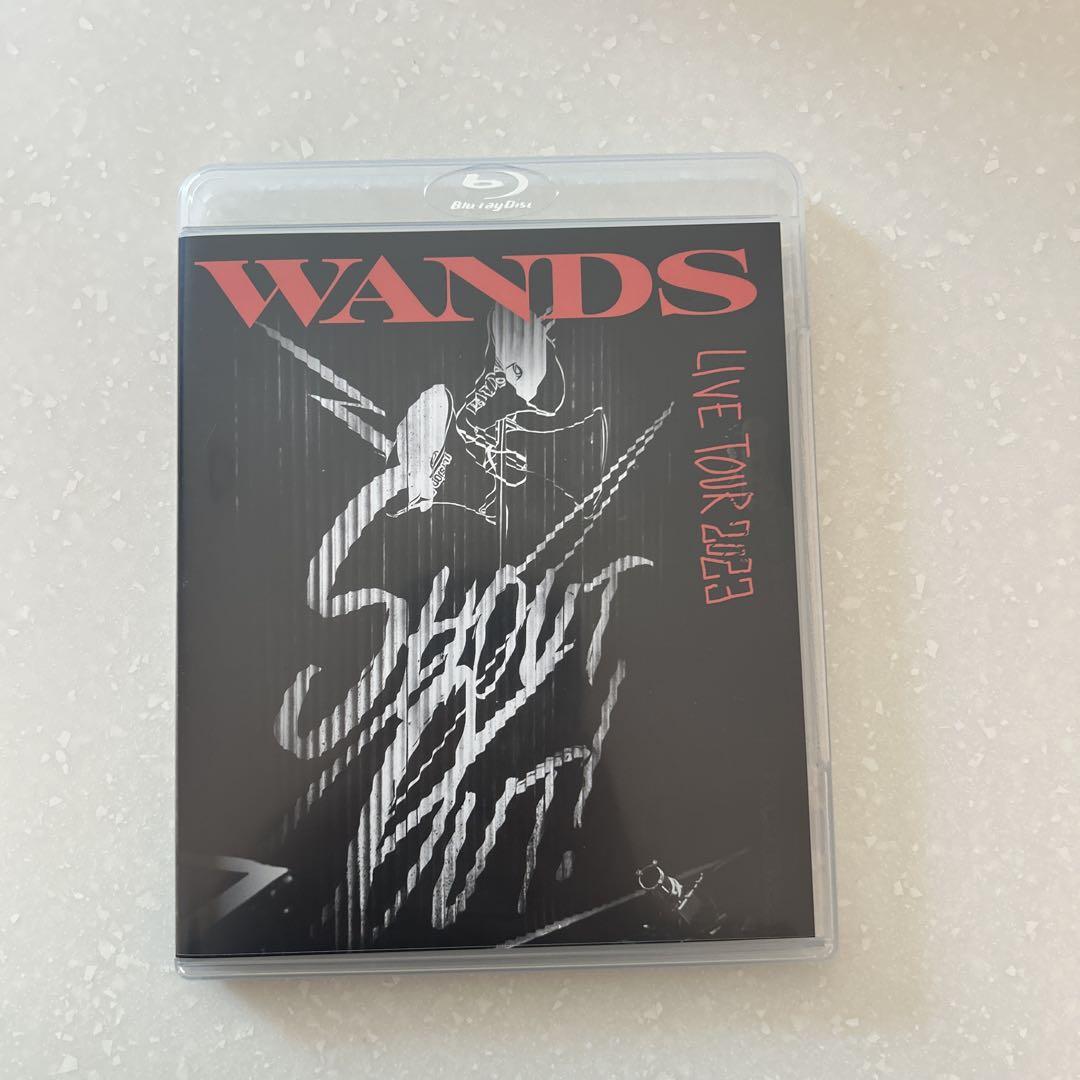 Blu-ray Disc
WANDS
LIVE TOUR 2023
SHOUT
OUT!